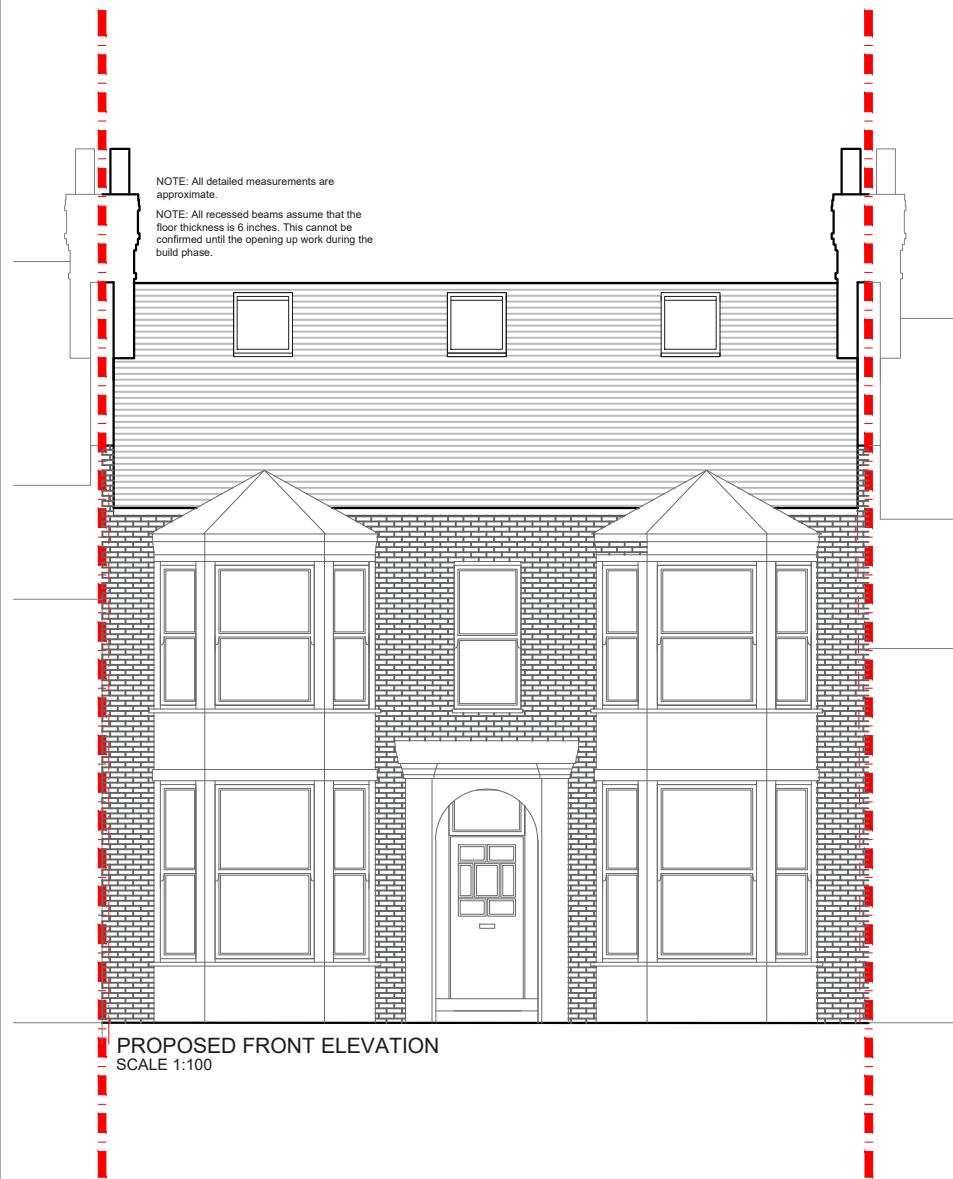 NOTE: All detailed measurements are
approximate.
NOTE: All recessed beams assume that the
floor thickness is 6 inches. This cannot be
confirmed until the opening up work during the
build phase.
PROPOSED FRONT ELEVATION
SCALE 1:100